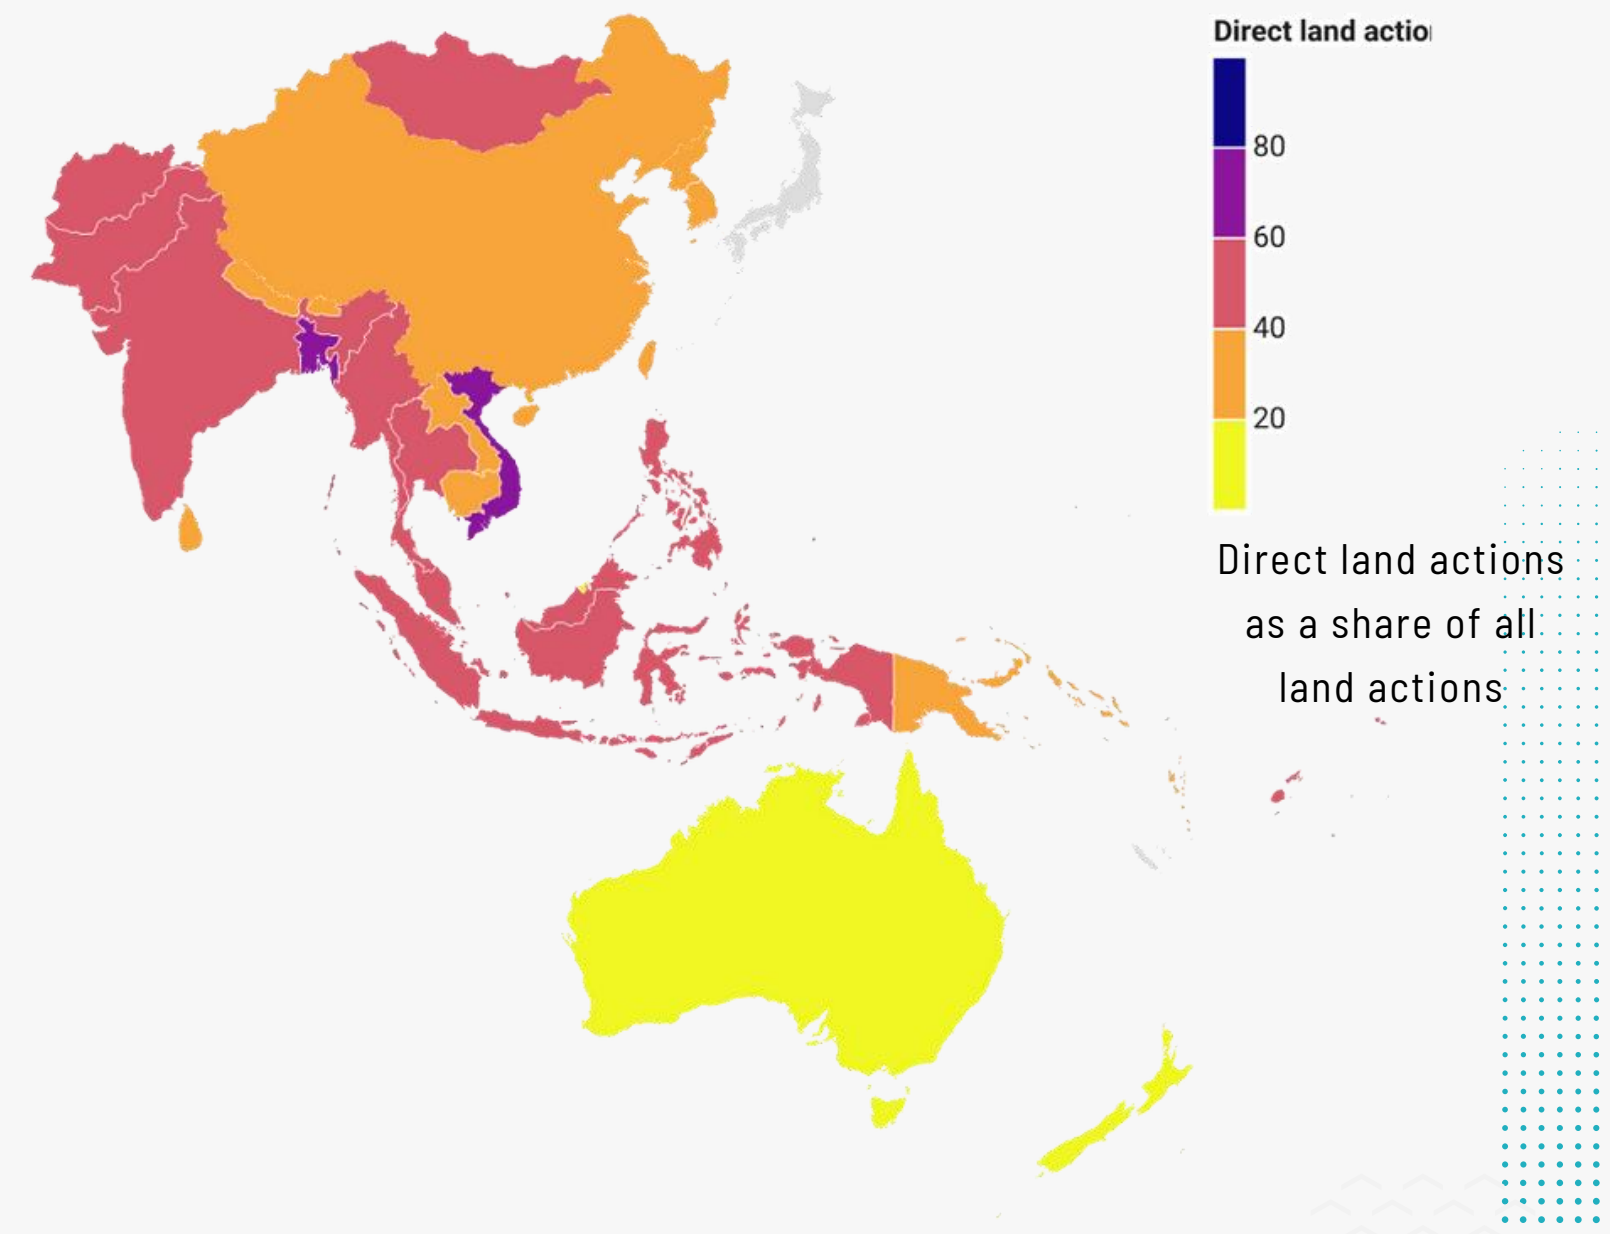 Direct land actio
80
60
40
20
Direct land actions
as a share of all
land actions